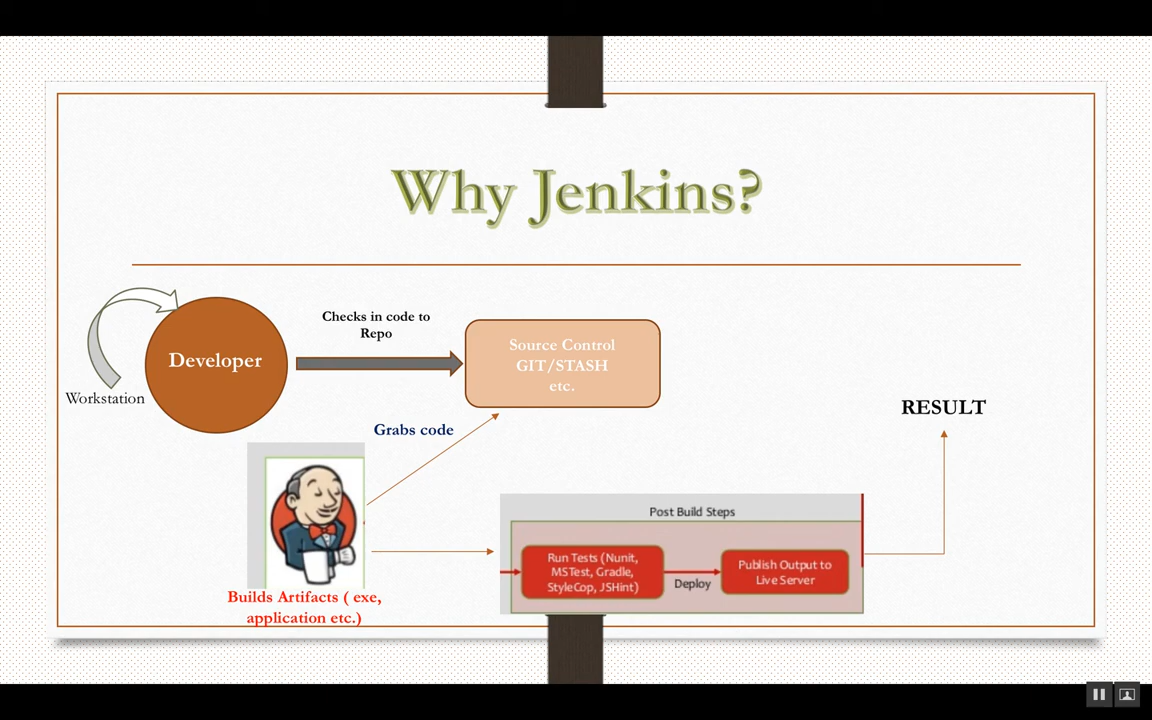 Why Jenkins?
Checks in code to
Repo
Developer
Source Control
GIT/STASH
etc.
Workstation
RESULT
Grabs code
Post Build Steps
Run Tests (Nunit,
MSTest, Gradle,
StyleCop, JSHint)
Deploy
Publish Output to
Live Server
Builds Artifacts ( exe,
application etc.)